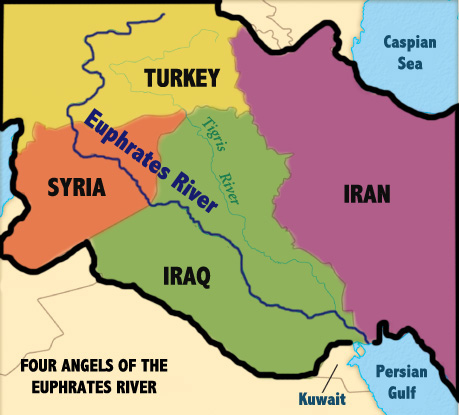 Caspian
Sea
TURKEY
Tigris
River
Euphrates River
SYRIA
IRAN
IRAQ
FOUR ANGELS OF THE
EUPHRATES RIVER
Kuwait
Persian
Gulf